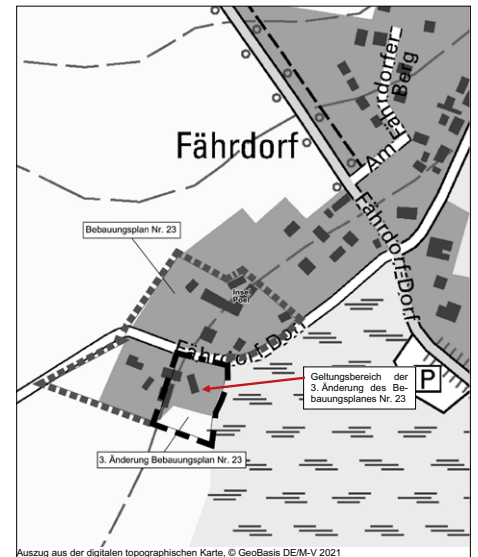 Am Fährdorfer
Berg
Fährdorf
Fährdorf-Dorf
Bebauungsplan Nr. 23
Insel
Poel
Fährdorf-Dorf
Geltungsbereich der
3. Änderung des Be-
bauungsplanes Nr. 23
P
3. Änderung Bebauungsplan Nr. 23
Auszug aus der digitalen topographischen Karte, © GeoBasis DE/M-V 2021